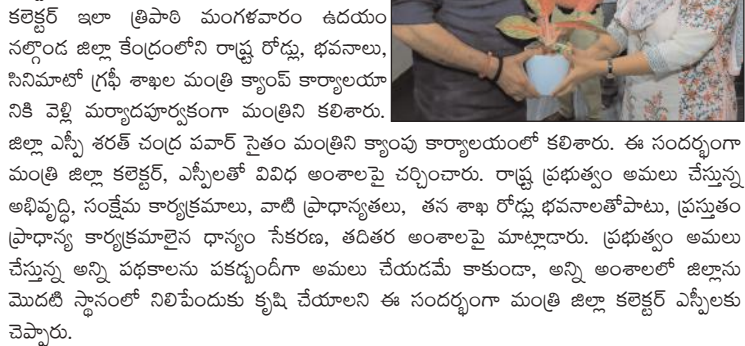 కలెక్టర్ ఇలా త్రిపాఠి మంగళవారం ఉదయం
నల్గొండ జిల్లా కేంద్రంలోని రాష్ట్ర రోడ్లు, భవనాలు,
సినిమాటో గ్రఫీ శాఖల మంత్రి క్యాంప్ కార్యాలయా
నికి వెళ్లి మర్యాదపూర్వకంగా మంత్రిని కలిశారు.
జిల్లా ఎస్పీ శరత్ చంద్ర పవార్ సైతం మంత్రిని క్యాంపు కార్యాలయంలో కలిశారు. ఈ సందర్భంగా
మంత్రి జిల్లా కలెక్టర్, ఎస్పీలతో వివిధ అంశాలపై చర్చించారు. రాష్ట్ర ప్రభుత్వం అమలు చేస్తున్న
అభివృద్ధి, సంక్షేమ కార్యక్రమాలు, వాటి ప్రాధాన్యతలు, తన శాఖ రోడ్లు భవనాలతోపాటు, ప్రస్తుతం
ప్రాధాన్య కార్యక్రమాలైన ధాన్యం సేకరణ, తదితర అంశాలపై మాట్లాడారు. ప్రభుత్వం అమలు
చేస్తున్న అన్ని పథకాలను పకడ్బందీగా అమలు చేయడమే కాకుండా, అన్ని అంశాలలో జిల్లాను
మొదటి స్థానంలో నిలిపేందుకు కృషి చేయాలని ఈ సందర్భంగా మంత్రి జిల్లా కలెక్టర్ ఎస్పీలకు
చెప్పారు.